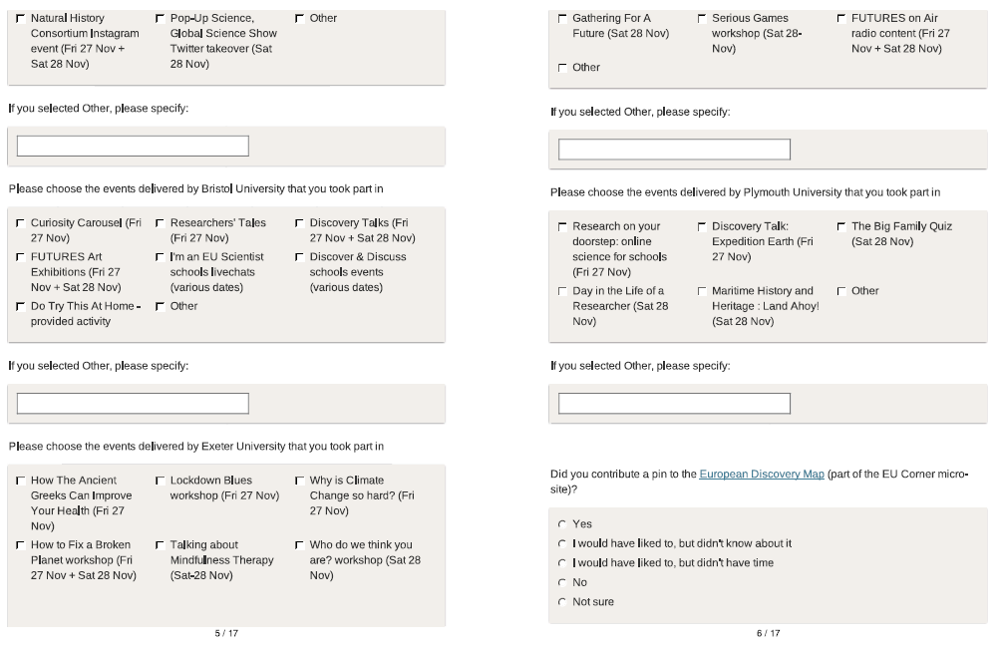 Natural History
Consortium Instagram
event (Fri 27 Nov +
Sat 28 Nov)
Pop-Up Science,
Global Science Show
Twitter takeover (Sat
28 Nov)
Other
If you selected Other, please specify:
Please choose the events delivered by Bristol University that you took part in
Curiosity Carousel (Fri
27 Nov)
Researchers' Tales
(Fri 27 Nov)
Discovery Talks (Fri
27 Nov + Sat 28 Nov)
FUTURES Art
Exhibitions (Fri 27
Nov + Sat 28 Nov)
I'm an EU Scientist
schools livechats
(various dates)
Discover & Discuss
schools events
(various dates)
Do Try This At Home -
provided activity
Other
If you selected Other, please specify:
Please choose the events delivered by Exeter University that you took part in
How The Ancient
Greeks Can Improve
Your Health (Fri 27
Nov)
Lockdown Blues
workshop (Fri 27 Nov)
Why is Climate
Change so hard? (Fri
27 Nov)
How to Fix a Broken
Planet workshop (Fri
27 Nov + Sat 28 Nov)
Talking about
Mindfulness Therapy
(Sat-28 Nov)
Who do we think you
are? workshop (Sat 28
Nov)
5 / 17
Gathering For A
Future (Sat 28 Nov)
Serious Games
workshop (Sat 28-
Nov)
FUTURES on Air
radio content (Fri 27
Nov + Sat 28 Nov)
Other
If you selected Other, please specify:
Please choose the events delivered by Plymouth University that you took part in
Research on your
doorstep: online
science for schools
(Fri 27 Nov)
Discovery Talk:
Expedition Earth (Fri
27 Nov)
The Big Family Quiz
(Sat 28 Nov)
Day in the Life of a
Researcher (Sat 28
Nov)
Maritime History and
Heritage : Land Ahoy!
(Sat 28 Nov)
Other
If you selected Other, please specify:
Did you contribute a pin to the European Discovery Map (part of the EU Corner micro-
site)?
Yes
I would have liked to, but didn't know about it
I would have liked to, but didn't have time
No
Not sure
6 / 17